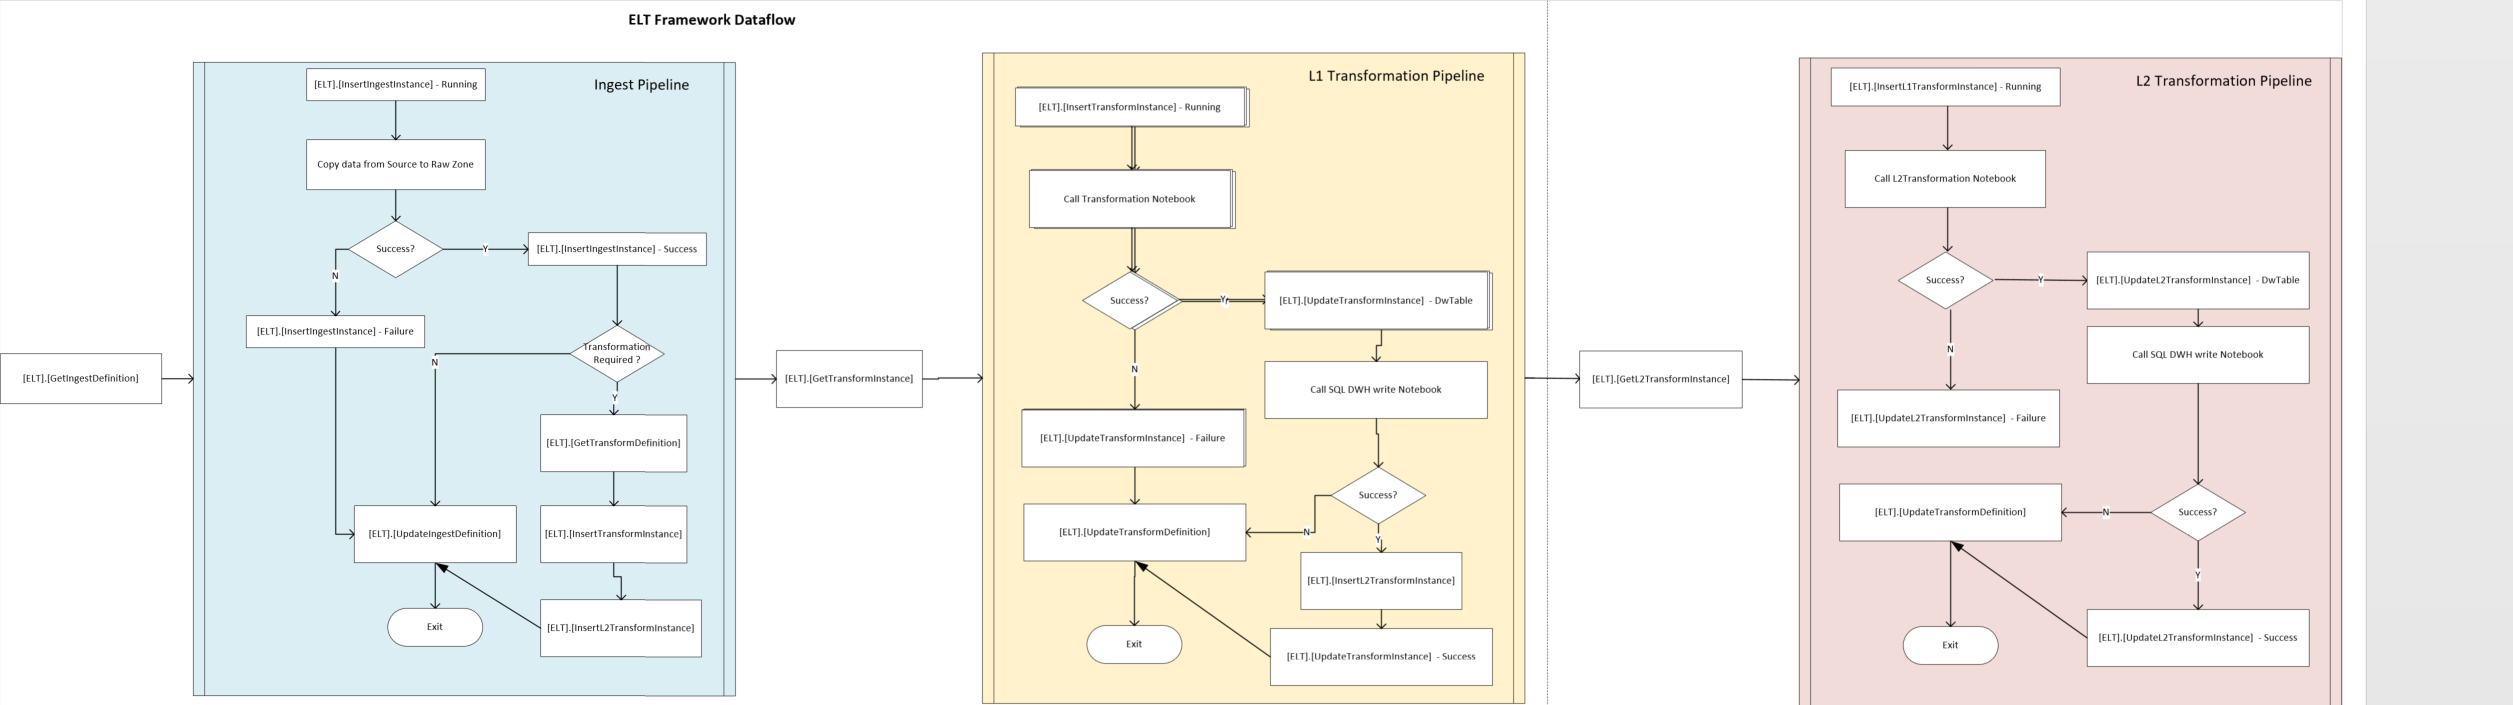 ELT Framework Dataflow
[ELT].[GetIngestDefinition]
Ingest Pipeline
[ELT].[InsertIngestInstance] - Running
Copy data from Source to Raw Zone
Success?
Y
[ELT].[InsertIngestInstance] - Success
N
[ELT].[InsertIngestInstance] - Failure
Transformation
Required ?
N
Y
[ELT].[GetTransformDefinition]
[ELT].[UpdateIngestDefinition]
[ELT].[InsertTransformInstance]
Exit
[ELT].[InsertL2TransformInstance]
[ELT].[GetTransformInstance]
L1 Transformation Pipeline
[ELT].[InsertTransformInstance] - Running
Call Transformation Notebook
Success?
Y
[ELT].[UpdateTransformInstance]  - DwTable
N
Call SQL DWH write Notebook
[ELT].[UpdateTransformInstance]  - Failure
Success?
N
[ELT].[UpdateTransformDefinition]
Y
[ELT].[InsertL2TransformInstance]
Exit
[ELT].[UpdateTransformInstance]  - Success
[ELT].[GetL2TransformInstance]
L2 Transformation Pipeline
[ELT].[InsertL1TransformInstance] - Running
Call L2Transformation Notebook
Success?
Y
[ELT].[UpdateL2TransformInstance]  - DwTable
N
Call SQL DWH write Notebook
[ELT].[UpdateL2TransformInstance]  - Failure
[ELT].[UpdateTransformDefinition]
N
Success?
Y
Exit
[ELT].[UpdateL2TransformInstance]  - Success